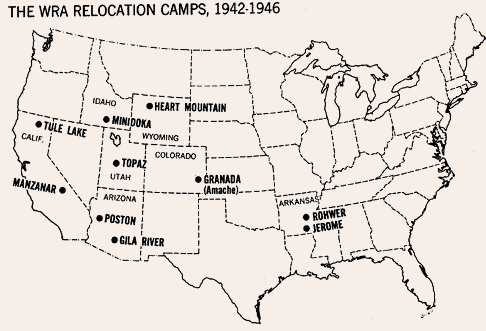 THE WRA RELOCATION CAMPS, 1942-1946
IDAHO
HEART MOUNTAIN
MINIDOKA
TULE LAKE
CALIF.
WYOMING
COLORADO
TOPAZ
UTAH
GRANADA
(Amache)
MANZANAR
ARIZONA
ARKANSAS
POSTON
ROHWER
JEROME
GILA RIVER